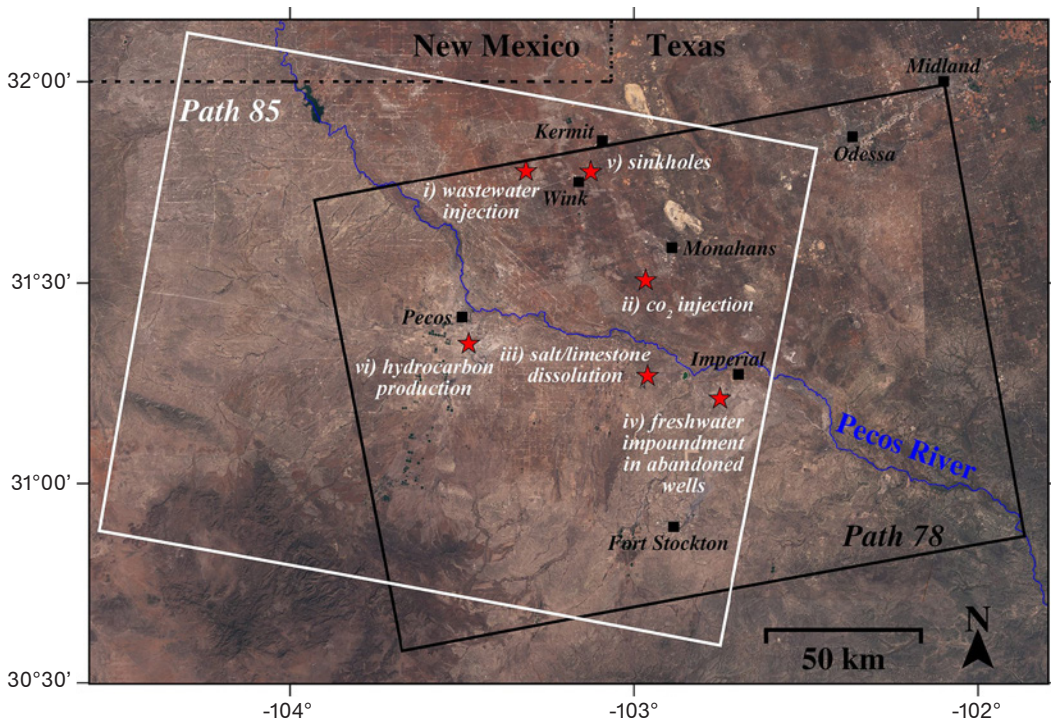 New Mexico
Texas
32°00’
Midland
Path 85
Kermit
Odessa
v) sinkholes
i) wastewater
injection
Wink
Monahans
31°30’
ii) co₂ injection
Pecos
iii) salt/limestone
dissolution
Imperial
vi) hydrocarbon
production
iv) freshwater
impoundment
in abandoned
wells
Pecos River
31°00’
Path 78
Fort Stockton
N
50 km
30°30’
-104°
-103°
-102°